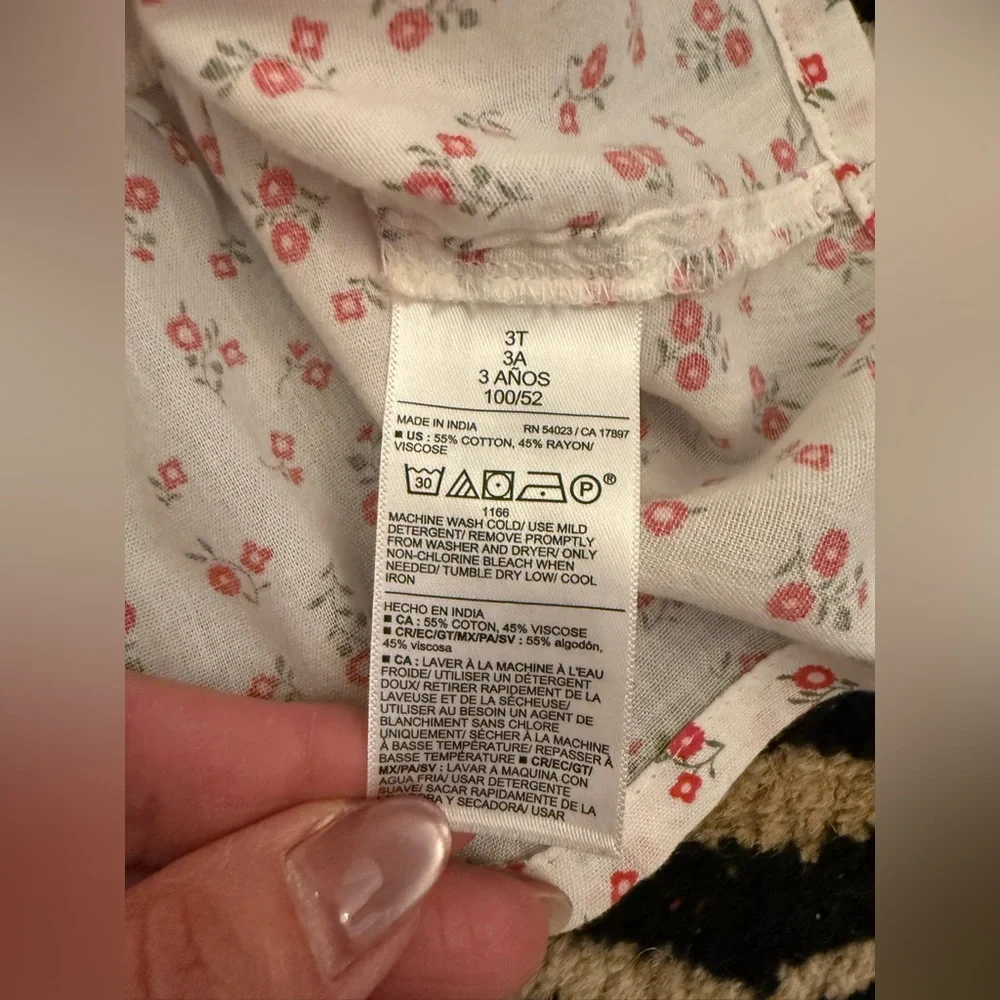 3T
3A
3 AÑOS
100/52
MADE IN INDIA RN 54023 / CA 17897
■ US : 55% COTTON, 45% RAYON/
VISCOSE
30 P ®
1166
MACHINE WASH COLD/ USE MILD
DETERGENT/ REMOVE PROMPTLY
FROM WASHER AND DRYER/ ONLY
NON-CHLORINE BLEACH WHEN
NEEDED/ TUMBLE DRY LOW/ COOL
IRON
HECHO EN INDIA
■ CA : 55% COTON, 45% VISCOSE
■ CR/EC/GT/MX/PA/SV : 55% algodón,
45% viscosa
■ CA : LAVER À LA MACHINE À L'EAU
FROIDE/ UTILISER UN DÉTERGENT
DOUX/ RETIRER RAPIDEMENT DE LA
LAVEUSE ET DE LA SÉCHEUSE/
UTILISER AU BESOIN UN AGENT DE
BLANCHIMENT SANS CHLORE
UNIQUEMENT/ SÉCHER À LA MACHINE
À BASSE TEMPÉRATURE/ REPASSER À
BASSE TEMPÉRATURE ■ CR/EC/GT/
MX/PA/SV : LAVAR A MAQUINA CON
AGUA FRIA/ USAR DETERGENTE
SUAVE/ SACAR RAPIDAMENTE DE LA
Y SECADORA/ USAR